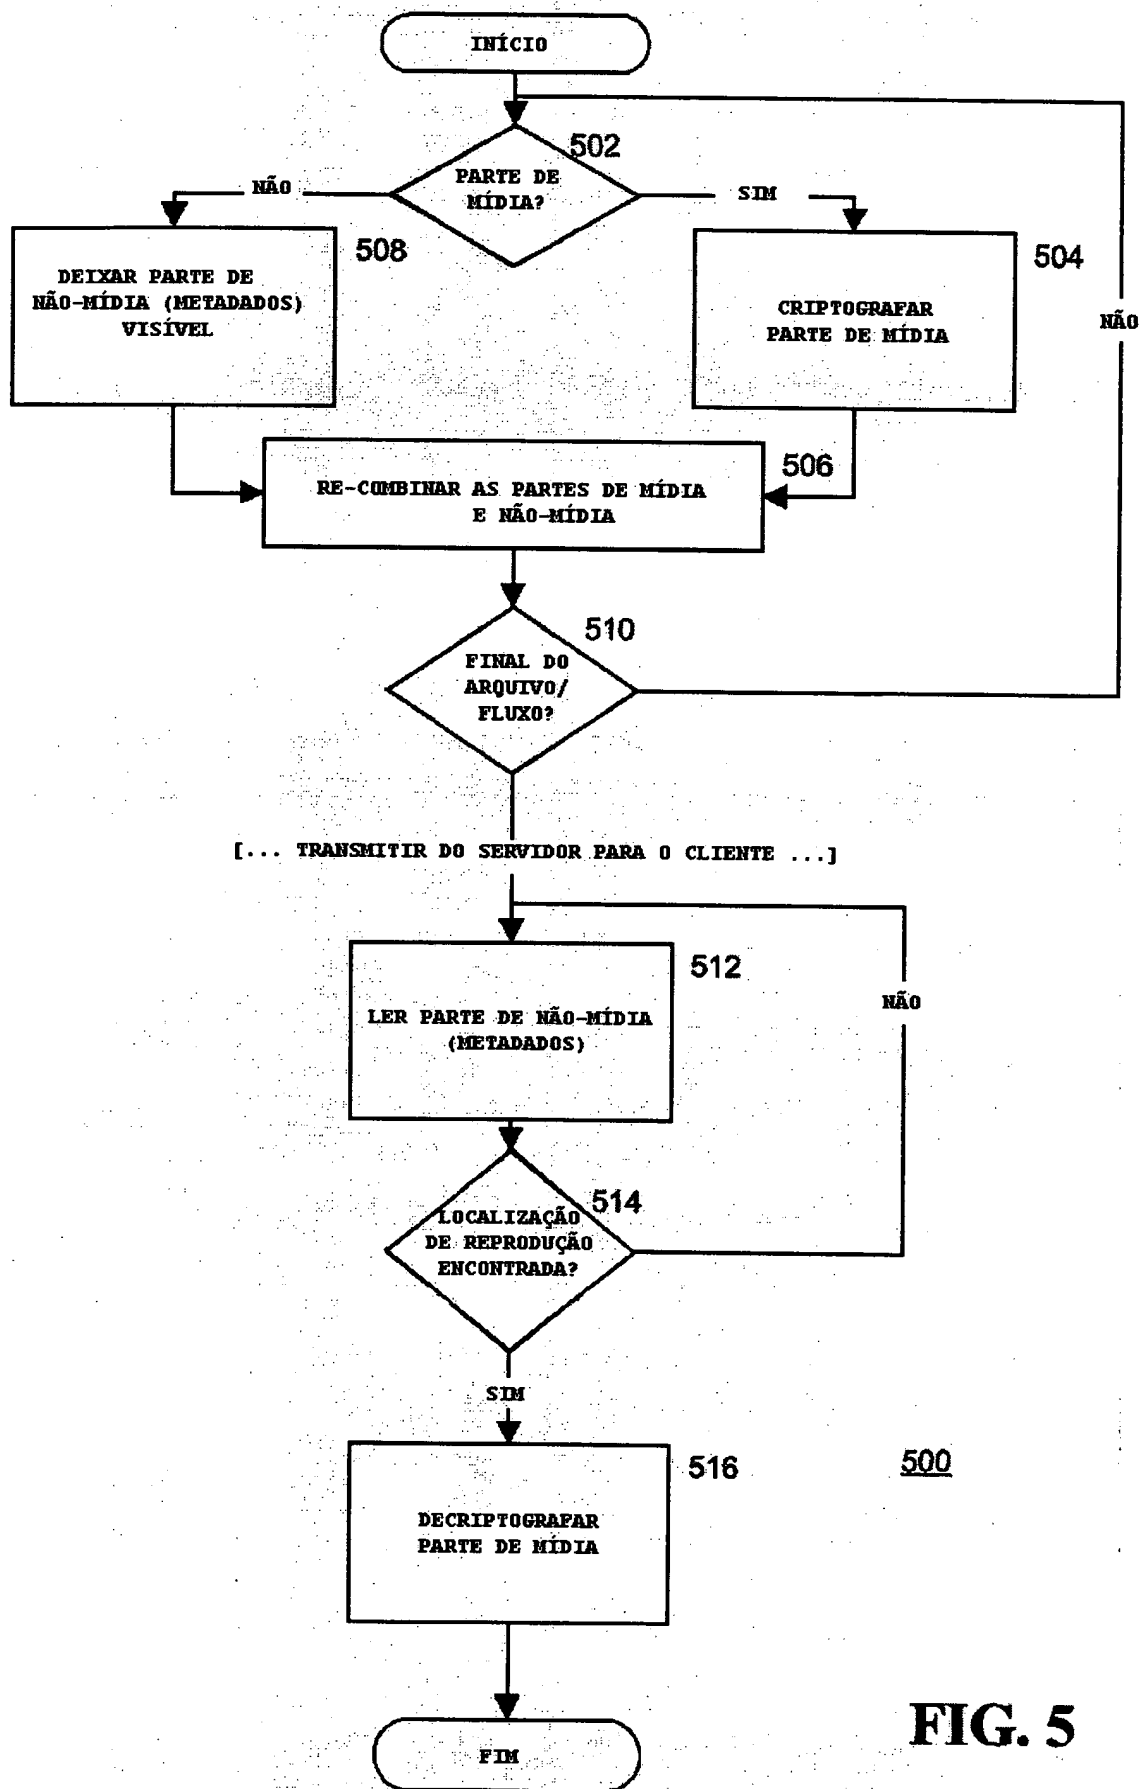 INÍCIO
502
PARTE DE
MÍDIA?
NÃO
SIM
508
DEIXAR PARTE DE
NÃO-MÍDIA (METADADOS)
VISÍVEL
504
CRIPTOGRAFAR
PARTE DE MÍDIA
NÃO
506
RE-COMBINAR AS PARTES DE MÍDIA
E NÃO-MÍDIA
510
FINAL DO
ARQUIVO/
FLUXO?
[... TRANSMITIR DO SERVIDOR PARA O CLIENTE ...]
512
LER PARTE DE NÃO-MÍDIA
(METADADOS)
NÃO
514
LOCALIZAÇÃO
DE REPRODUÇÃO
ENCONTRADA?
SIM
516
DECRIPTOGRAFAR
PARTE DE MÍDIA
500
FIM
FIG. 5